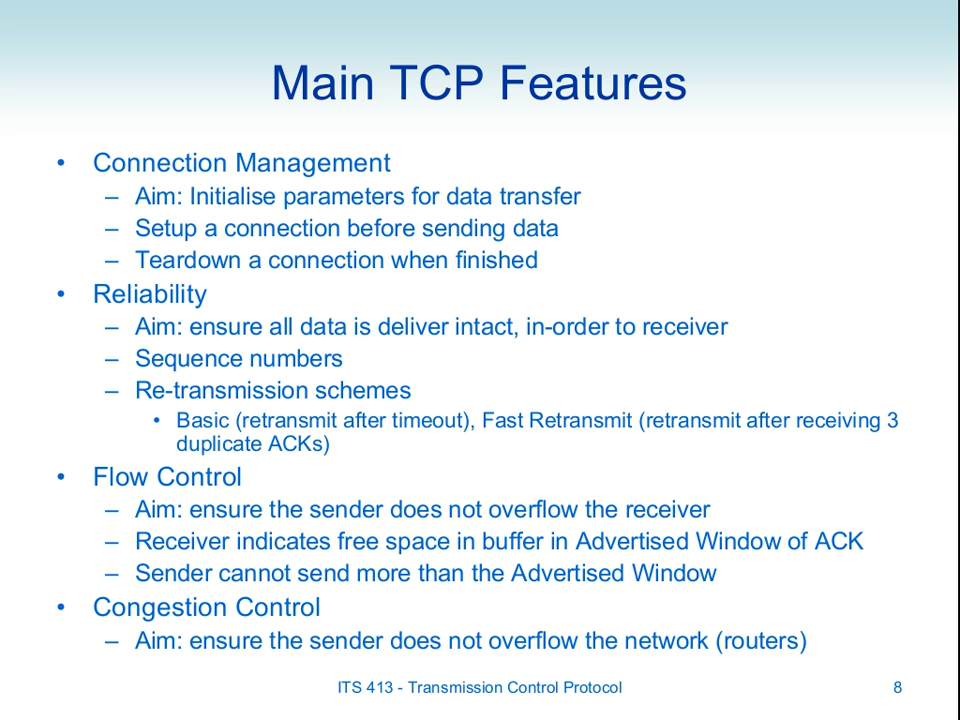 Main TCP Features
• Connection Management
– Aim: Initialise parameters for data transfer
– Setup a connection before sending data
– Teardown a connection when finished
• Reliability
– Aim: ensure all data is deliver intact, in-order to receiver
– Sequence numbers
– Re-transmission schemes
• Basic (retransmit after timeout), Fast Retransmit (retransmit after receiving 3
duplicate ACKs)
• Flow Control
– Aim: ensure the sender does not overflow the receiver
– Receiver indicates free space in buffer in Advertised Window of ACK
– Sender cannot send more than the Advertised Window
• Congestion Control
– Aim: ensure the sender does not overflow the network (routers)
ITS 413 - Transmission Control Protocol
8